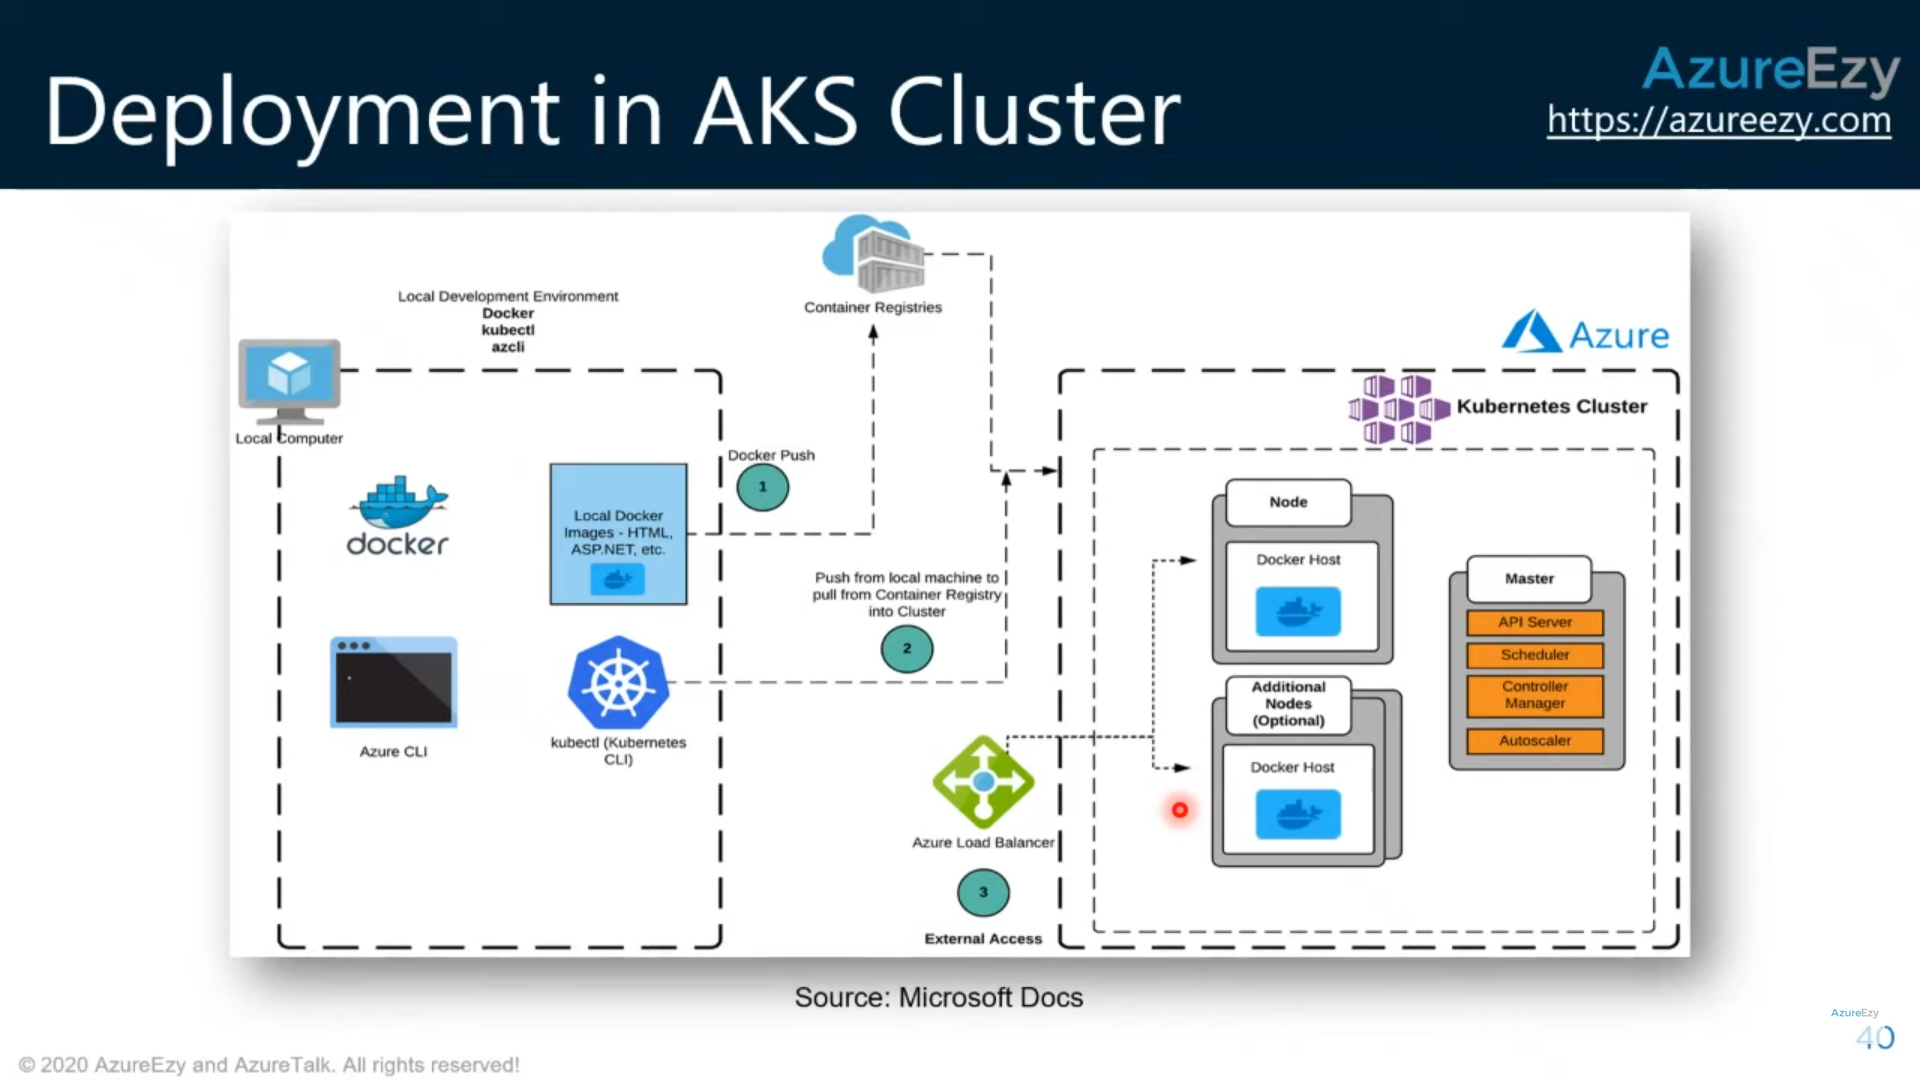 Deployment in AKS Cluster
AzureEzy
https://azureezy.com
Container Registries
Local Development Environment
Docker
kubectl
azcli
Azure
Local Computer
Kubernetes Cluster
Docker Push
1
docker
Local Docker
Images - HTML,
ASP.NET, etc.
Push from local machine to
pull from Container Registry
into Cluster
2
Azure CLI
kubectl (Kubernetes
CLI)
Node
Docker Host
Master
API Server
Scheduler
Controller
Manager
Autoscaler
Additional
Nodes
(Optional)
Docker Host
Azure Load Balancer
3
External Access
Source: Microsoft Docs
AzureEzy
40
© 2020 AzureEzy and AzureTalk. All rights reserved!